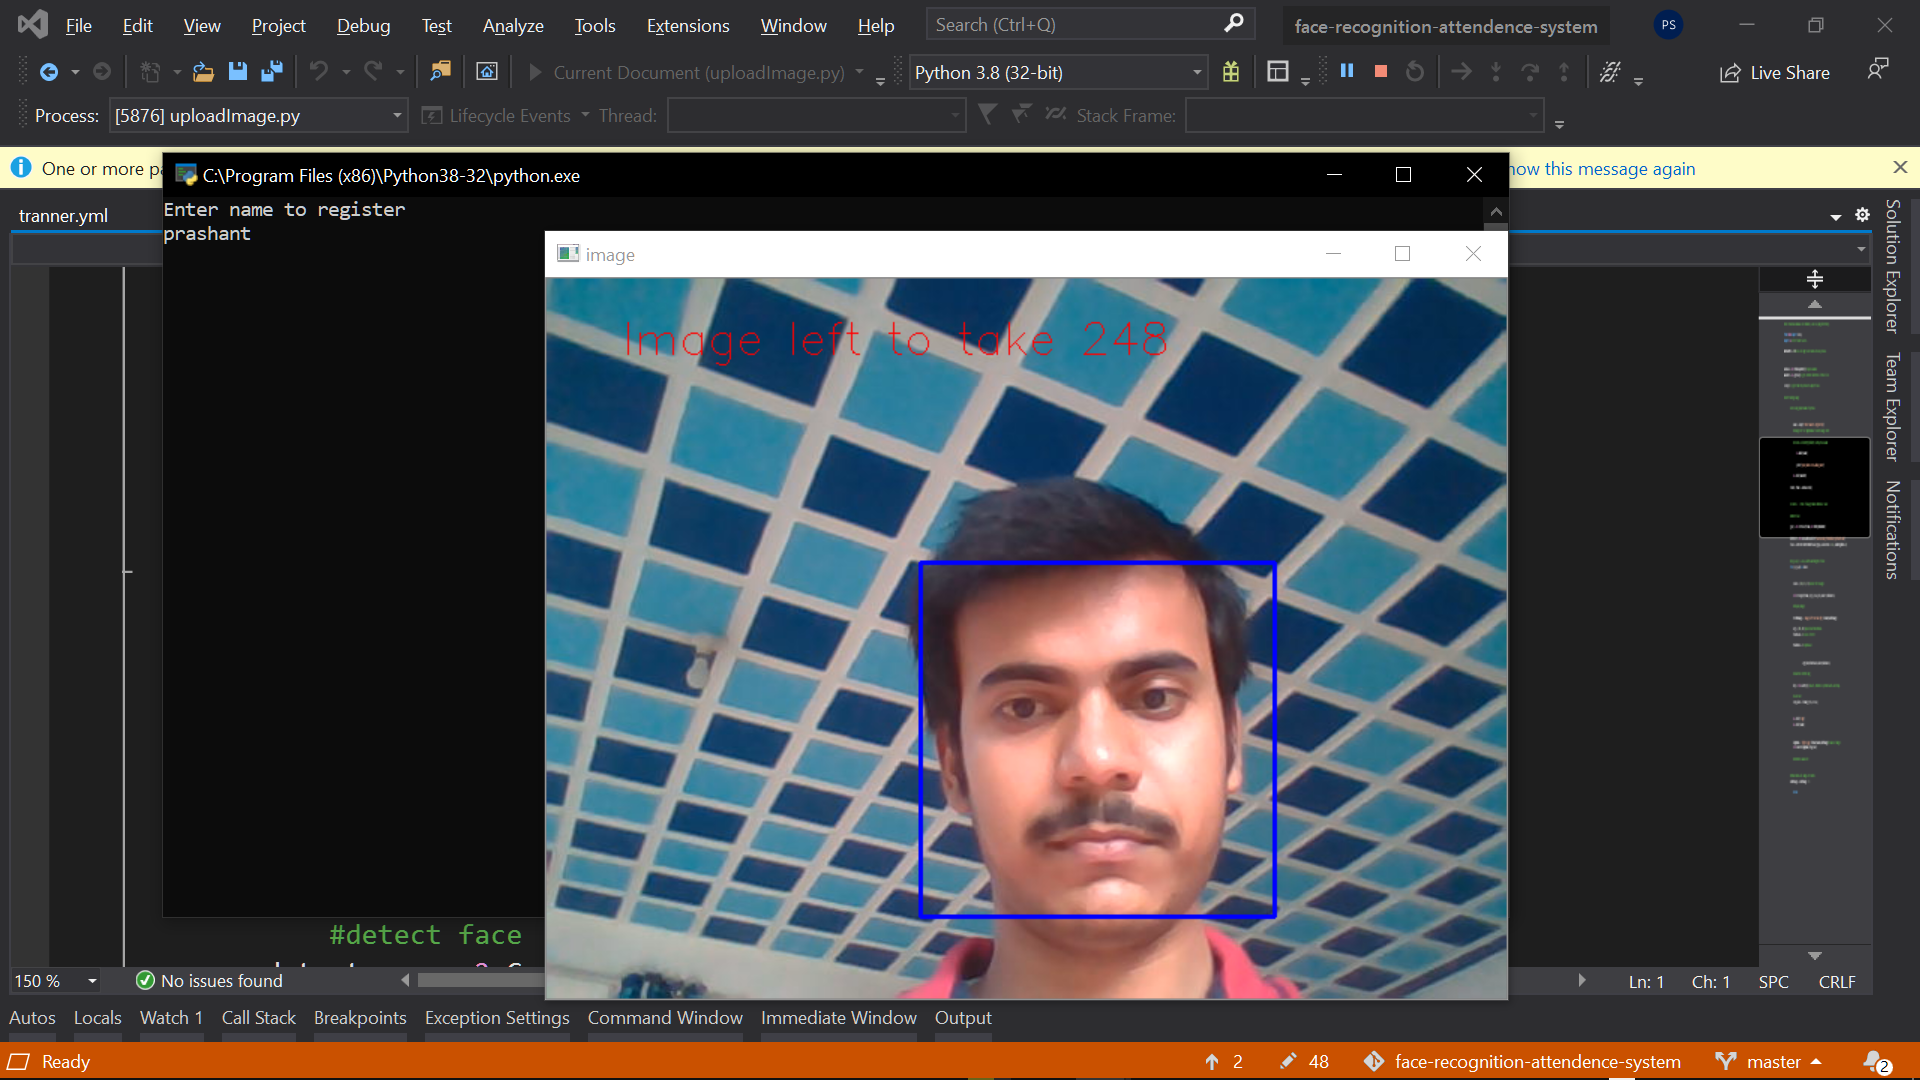 File Edit View Project Debug Test Analyze Tools Extensions Window Help Search (Ctrl+Q) face-recognition-attendence-system PS
Current Document (uploadImage.py) Python 3.8 (32-bit) Live Share
Process: [5876] uploadImage.py Lifecycle Events Thread: Stack Frame:
One or more pa
how this message again
C:\Program Files (x86)\Python38-32\python.exe
Enter name to register
prashant
tranner.yml
image
Image left to take 248
Solution Explorer
Team Explorer
Notifications
#detect face
150 % No issues found Ln: 1 Ch: 1 SPC CRLF
Autos Locals Watch 1 Call Stack Breakpoints Exception Settings Command Window Immediate Window Output
Ready 2 48 face-recognition-attendence-system master 2